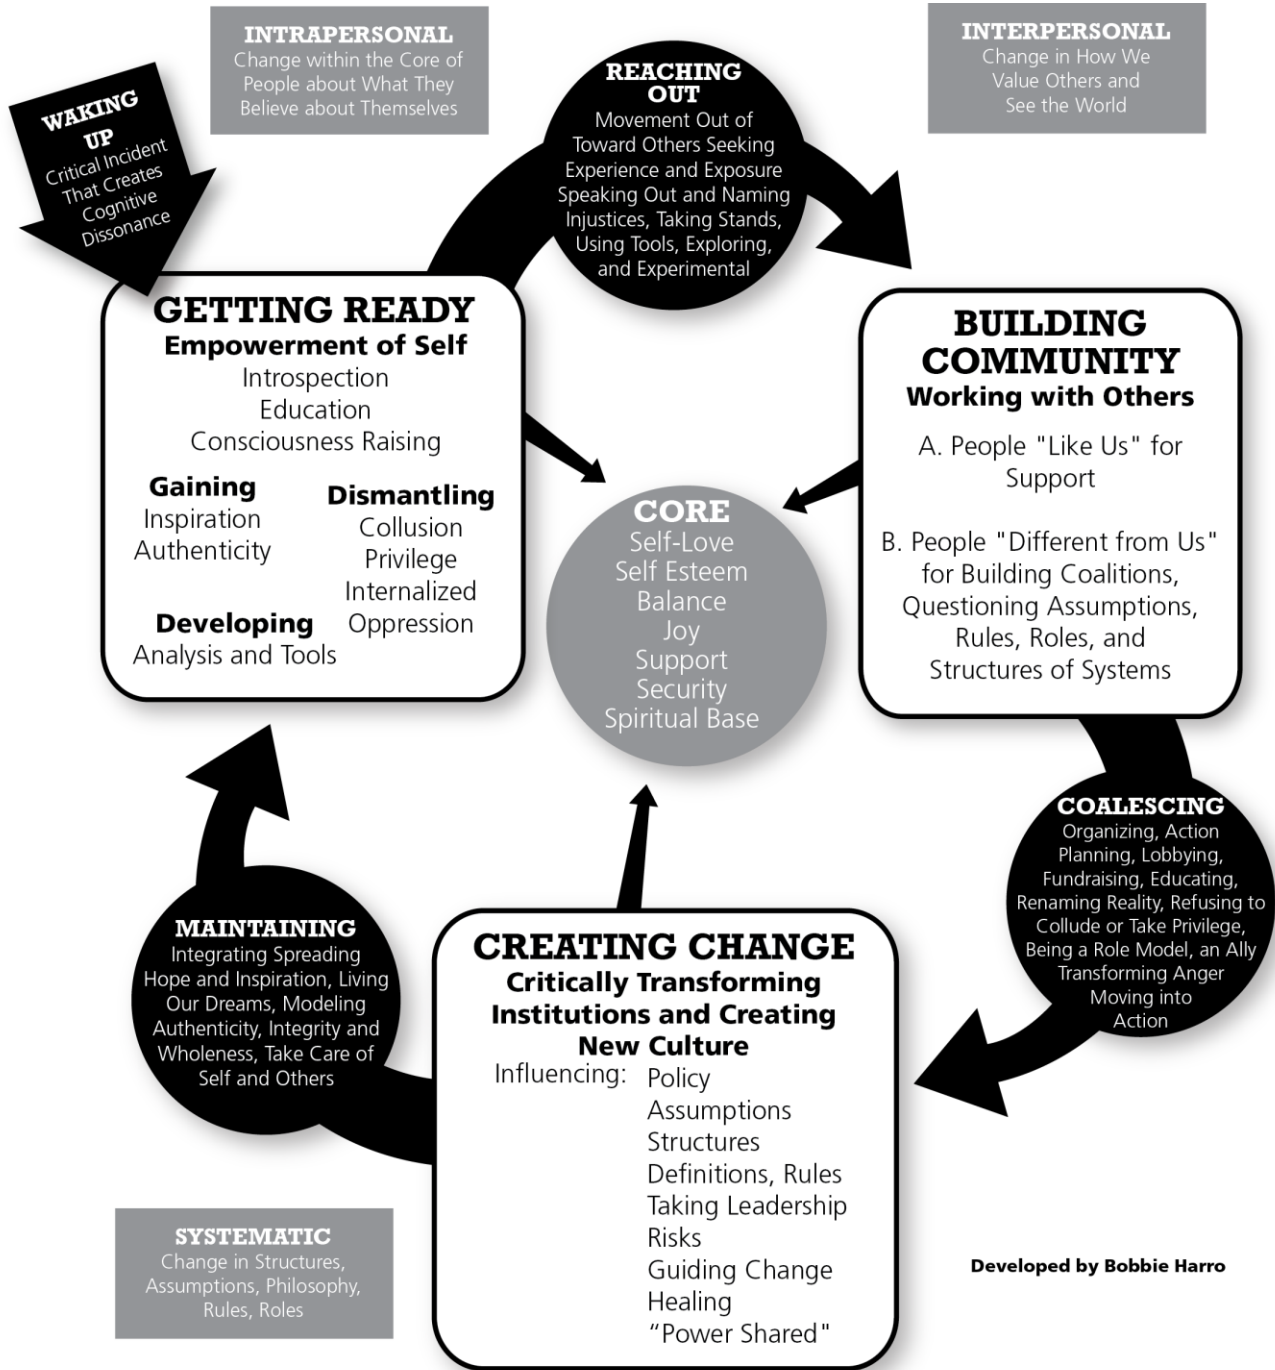 INTRAPERSONAL
Change within the Core of
People about What They
Believe about Themselves
INTERPERSONAL
Change in How We
Value Others and
See the World
WAKING
UP
Critical Incident
That Creates
Cognitive
Dissonance
REACHING
OUT
Movement Out of
Toward Others Seeking
Experience and Exposure
Speaking Out and Naming
Injustices, Taking Stands,
Using Tools, Exploring,
and Experimental
GETTING READY
Empowerment of Self
Introspection
Education
Consciousness Raising
Gaining
Inspiration
Authenticity
Dismantling
Collusion
Privilege
Internalized
Oppression
Developing
Analysis and Tools
BUILDING
COMMUNITY
Working with Others
A. People "Like Us" for
Support
B. People "Different from Us"
for Building Coalitions,
Questioning Assumptions,
Rules, Roles, and
Structures of Systems
CORE
Self-Love
Self Esteem
Balance
Joy
Support
Security
Spiritual Base
COALESCING
Organizing, Action
Planning, Lobbying,
Fundraising, Educating,
Renaming Reality, Refusing to
Collude or Take Privilege,
Being a Role Model, an Ally
Transforming Anger
Moving into
Action
CREATING CHANGE
Critically Transforming
Institutions and Creating
New Culture
Influencing: Policy
Assumptions
Structures
Definitions, Rules
Taking Leadership
Risks
Guiding Change
Healing
“Power Shared"
MAINTAINING
Integrating Spreading
Hope and Inspiration, Living
Our Dreams, Modeling
Authenticity, Integrity and
Wholeness, Take Care of
Self and Others
SYSTEMATIC
Change in Structures,
Assumptions, Philosophy,
Rules, Roles
Developed by Bobbie Harro